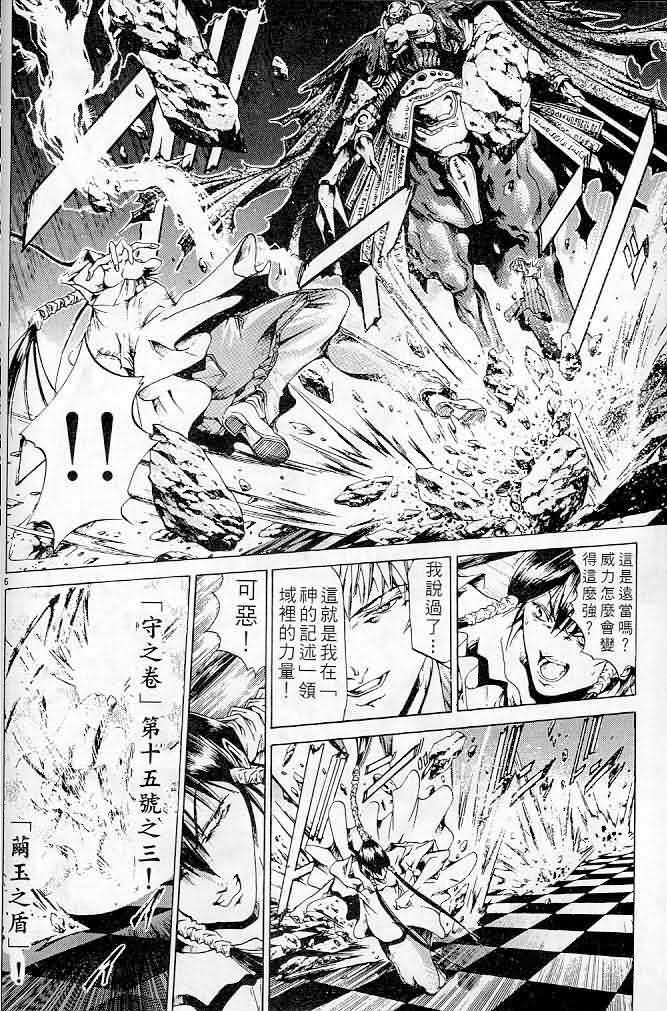 ！！
這是遠當嗎？
威力怎麼會變
得這麼強？
我說過了…
這就是我在「
神的記述」領
域裡的力量！
可惡！
「守之卷」第十五號之三！
「繭玉之盾」！
6